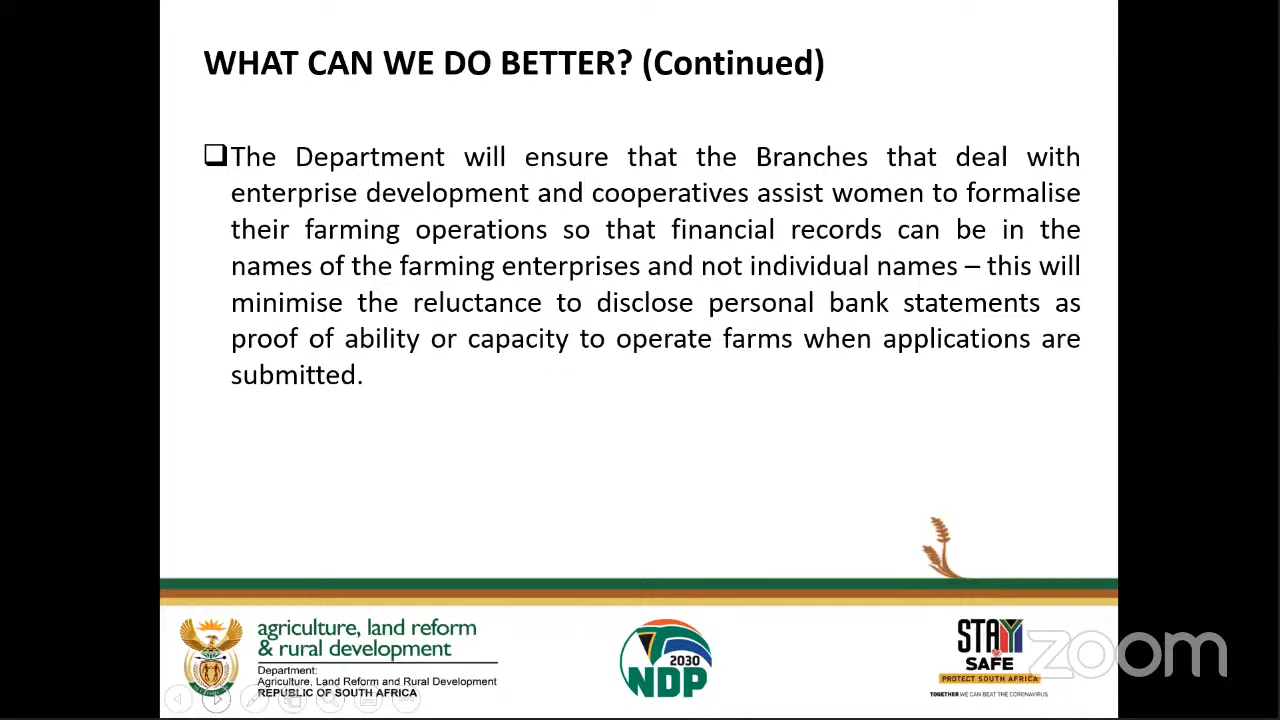 WHAT CAN WE DO BETTER? (Continued)
The Department will ensure that the Branches that deal with
enterprise development and cooperatives assist women to formalise
their farming operations so that financial records can be in the
names of the farming enterprises and not individual names – this will
minimise the reluctance to disclose personal bank statements as
proof of ability or capacity to operate farms when applications are
submitted.
agriculture, land reform
& rural development
Department:
Agriculture, Land Reform and Rural Development
REPUBLIC OF SOUTH AFRICA
2030
NDP
STAY
SAFE
PROTECT SOUTH AFRICA
TOGETHER WE CAN BEAT THE CORONAVIRUS
zoom